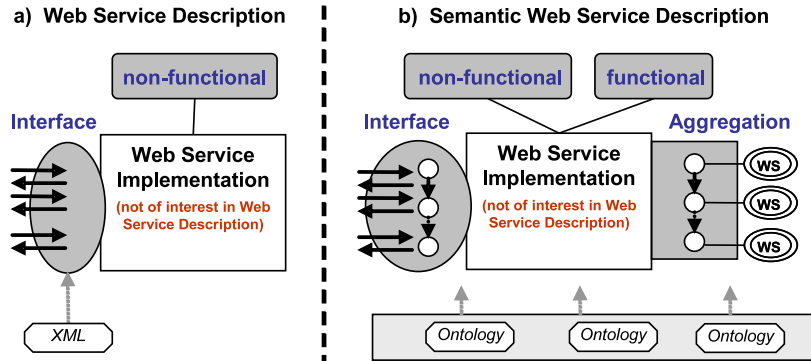 a) Web Service Description
non-functional
Interface
Web Service
Implementation
(not of interest in Web
Service Description)
XML
b) Semantic Web Service Description
non-functional
functional
Interface
Aggregation
Web Service
Implementation
(not of interest in Web
Service Description)
ws
ws
ws
Ontology
Ontology
Ontology